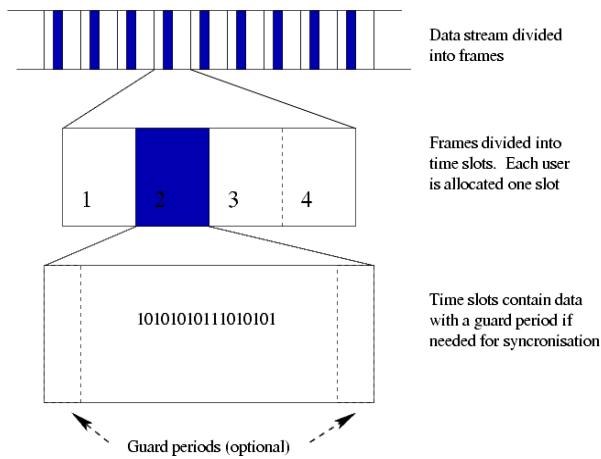 Data stream divided
into frames
Frames divided into
time slots. Each user
is allocated one slot
1 2 3 4
10101010111010101
Time slots contain data
with a guard period if
needed for syncronisation
Guard periods (optional)